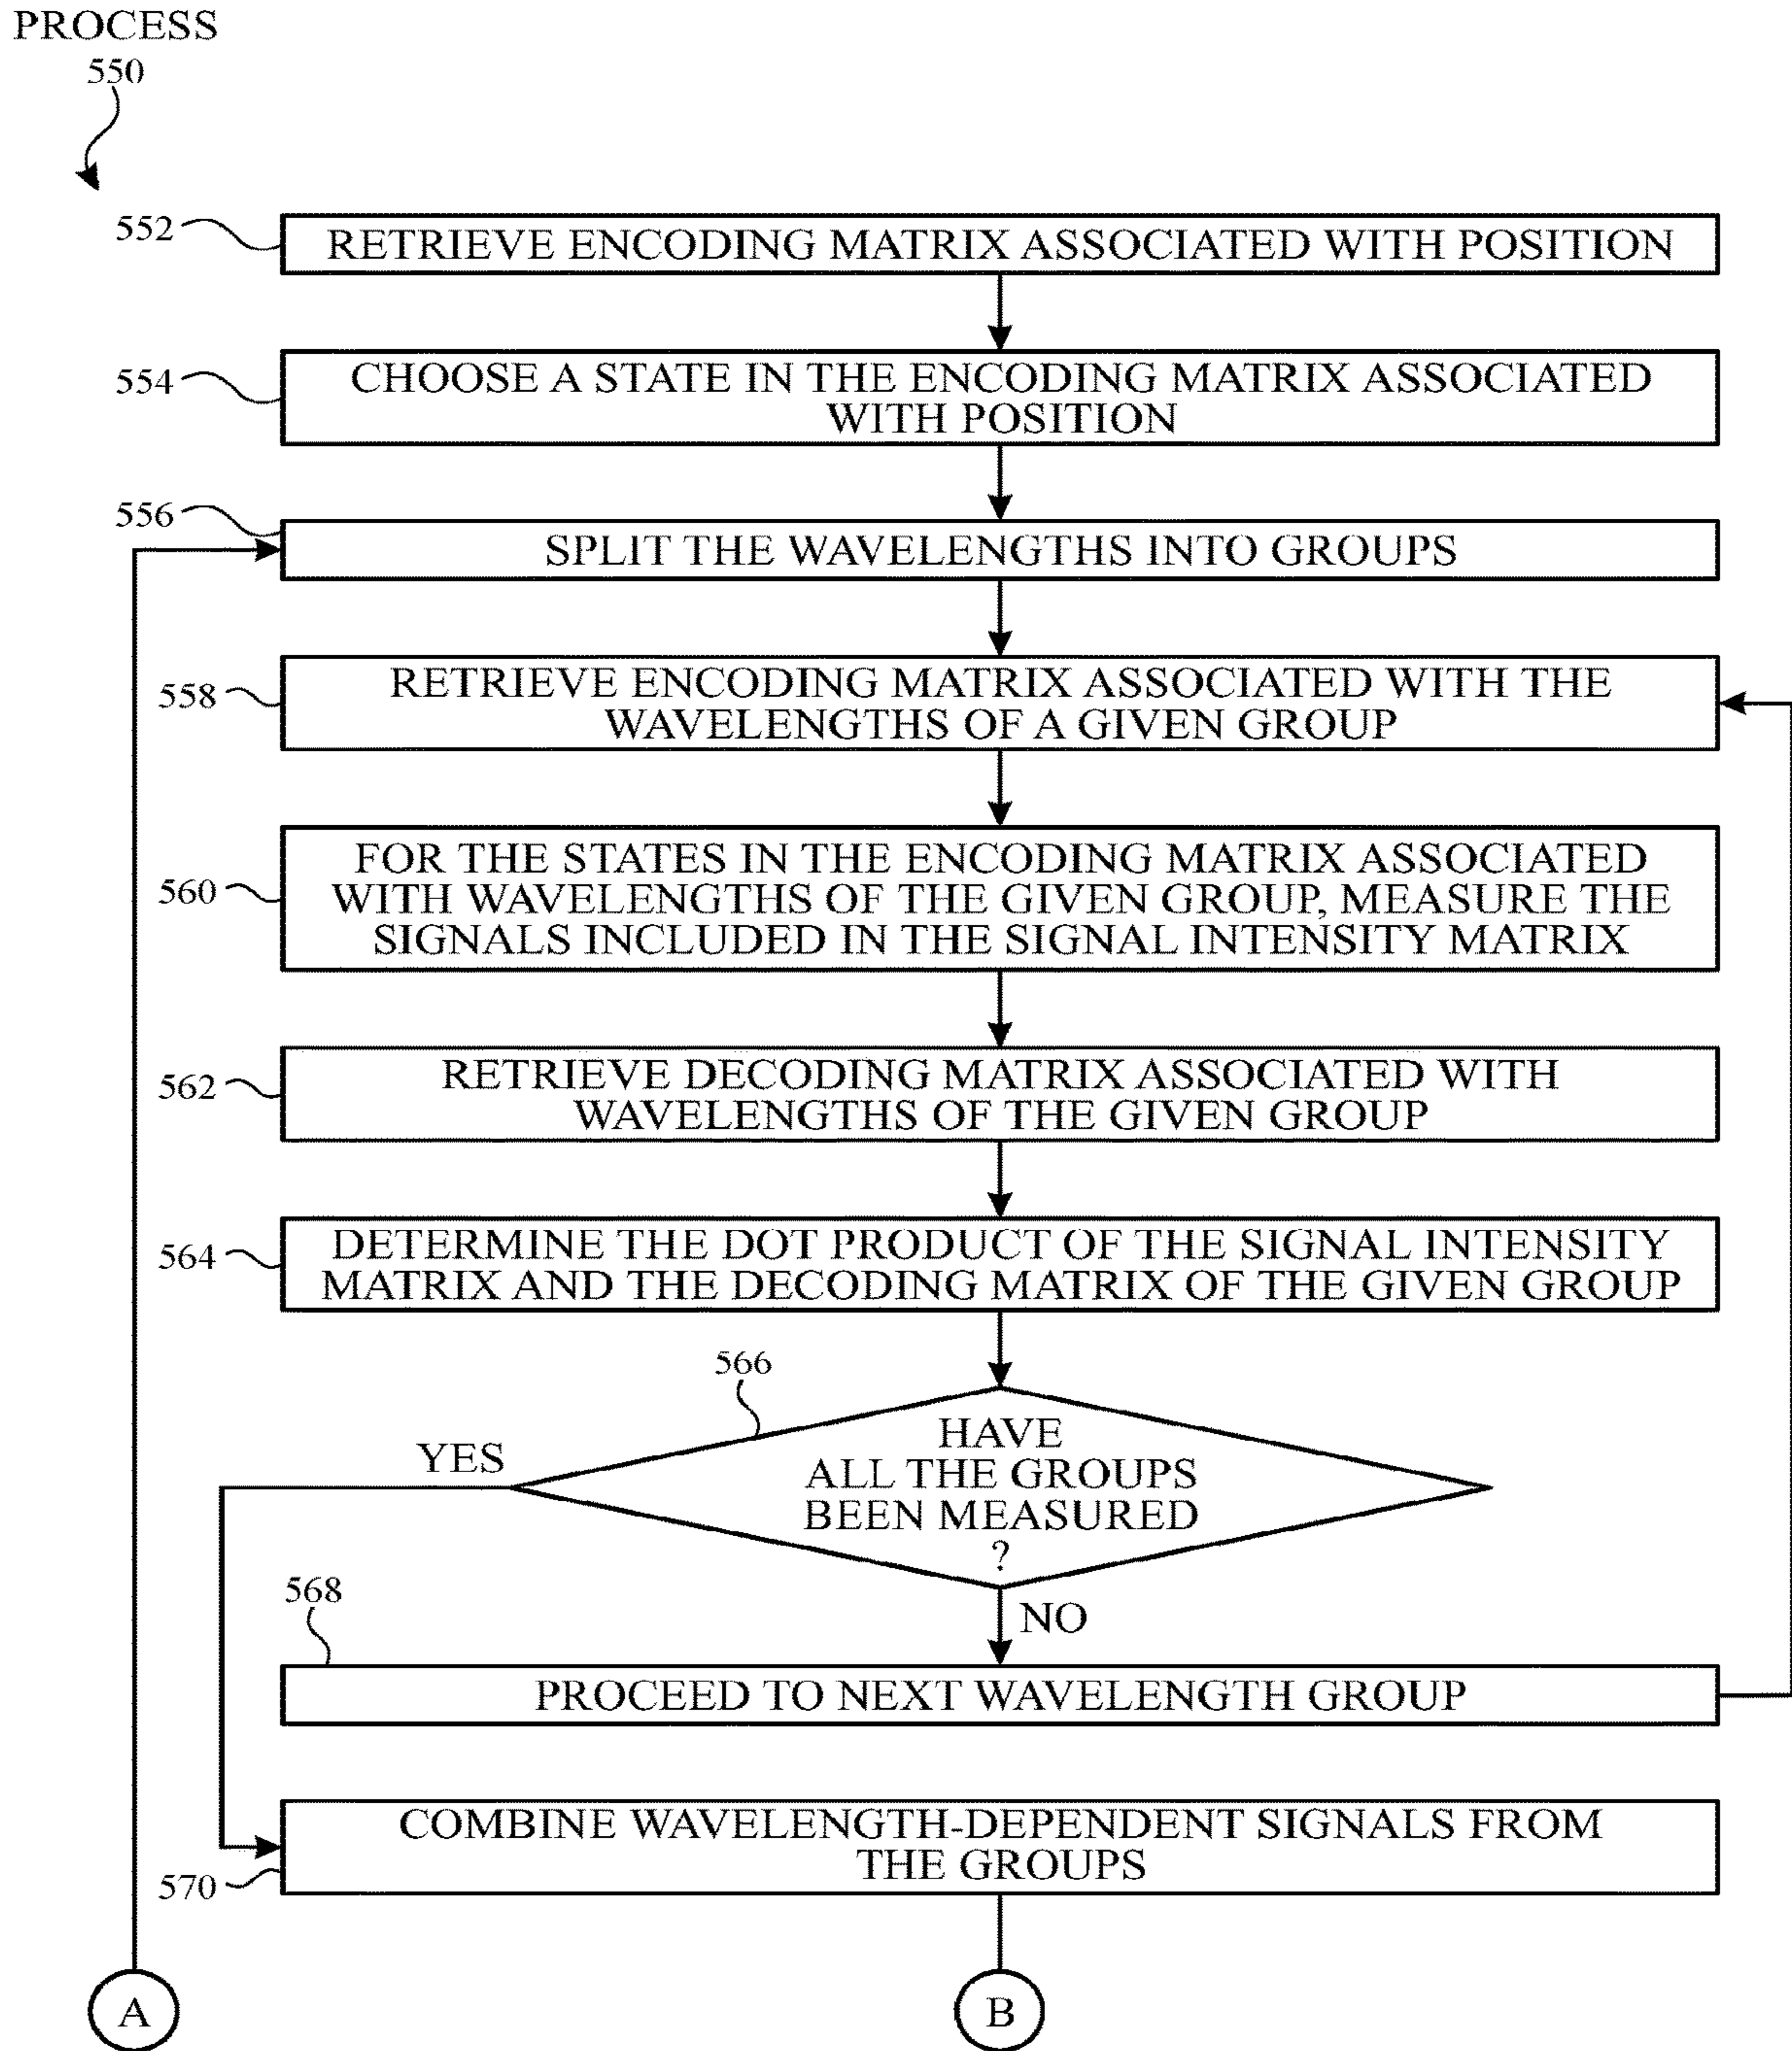 PROCESS
550
552
RETRIEVE ENCODING MATRIX ASSOCIATED WITH POSITION
554
CHOOSE A STATE IN THE ENCODING MATRIX ASSOCIATED
WITH POSITION
556
SPLIT THE WAVELENGTHS INTO GROUPS
558
RETRIEVE ENCODING MATRIX ASSOCIATED WITH THE
WAVELENGTHS OF A GIVEN GROUP
560
FOR THE STATES IN THE ENCODING MATRIX ASSOCIATED
WITH WAVELENGTHS OF THE GIVEN GROUP, MEASURE THE
SIGNALS INCLUDED IN THE SIGNAL INTENSITY MATRIX
562
RETRIEVE DECODING MATRIX ASSOCIATED WITH
WAVELENGTHS OF THE GIVEN GROUP
564
DETERMINE THE DOT PRODUCT OF THE SIGNAL INTENSITY
MATRIX AND THE DECODING MATRIX OF THE GIVEN GROUP
566
HAVE
ALL THE GROUPS
BEEN MEASURED
?
YES
NO
568
PROCEED TO NEXT WAVELENGTH GROUP
COMBINE WAVELENGTH-DEPENDENT SIGNALS FROM
THE GROUPS
570
A
B